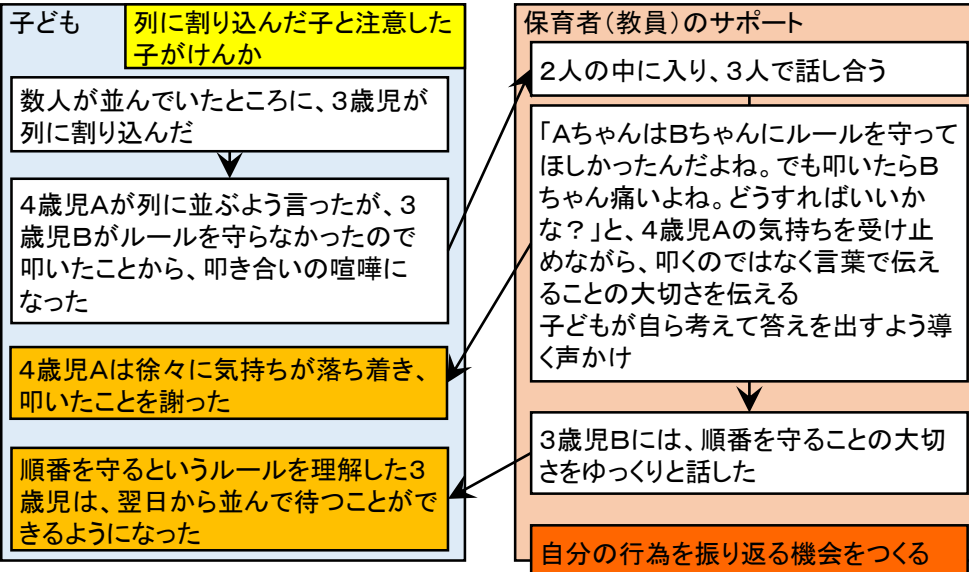 子ども
列に割り込んだ子と注意した
子がけんか
数人が並んでいたところに、３歳児が
列に割り込んだ
４歳児Ａが列に並ぶよう言ったが、３
歳児Ｂがルールを守らなかったので
叩いたことから、叩き合いの喧嘩に
なった
４歳児Ａは徐々に気持ちが落ち着き、
叩いたことを謝った
順番を守るというルールを理解した３
歳児は、翌日から並んで待つことがで
きるようになった
保育者（教員）のサポート
２人の中に入り、３人で話し合う
「ＡちゃんはＢちゃんにルールを守って
ほしかったんだよね。でも叩いたらＢ
ちゃん痛いよね。どうすればいいか
な？」と、４歳児Ａの気持ちを受け止
めながら、叩くのではなく言葉で伝え
ることの大切さを伝える
子どもが自ら考えて答えを出すよう導
く声かけ
３歳児Ｂには、順番を守ることの大切
さをゆっくりと話した
自分の行為を振り返る機会をつくる